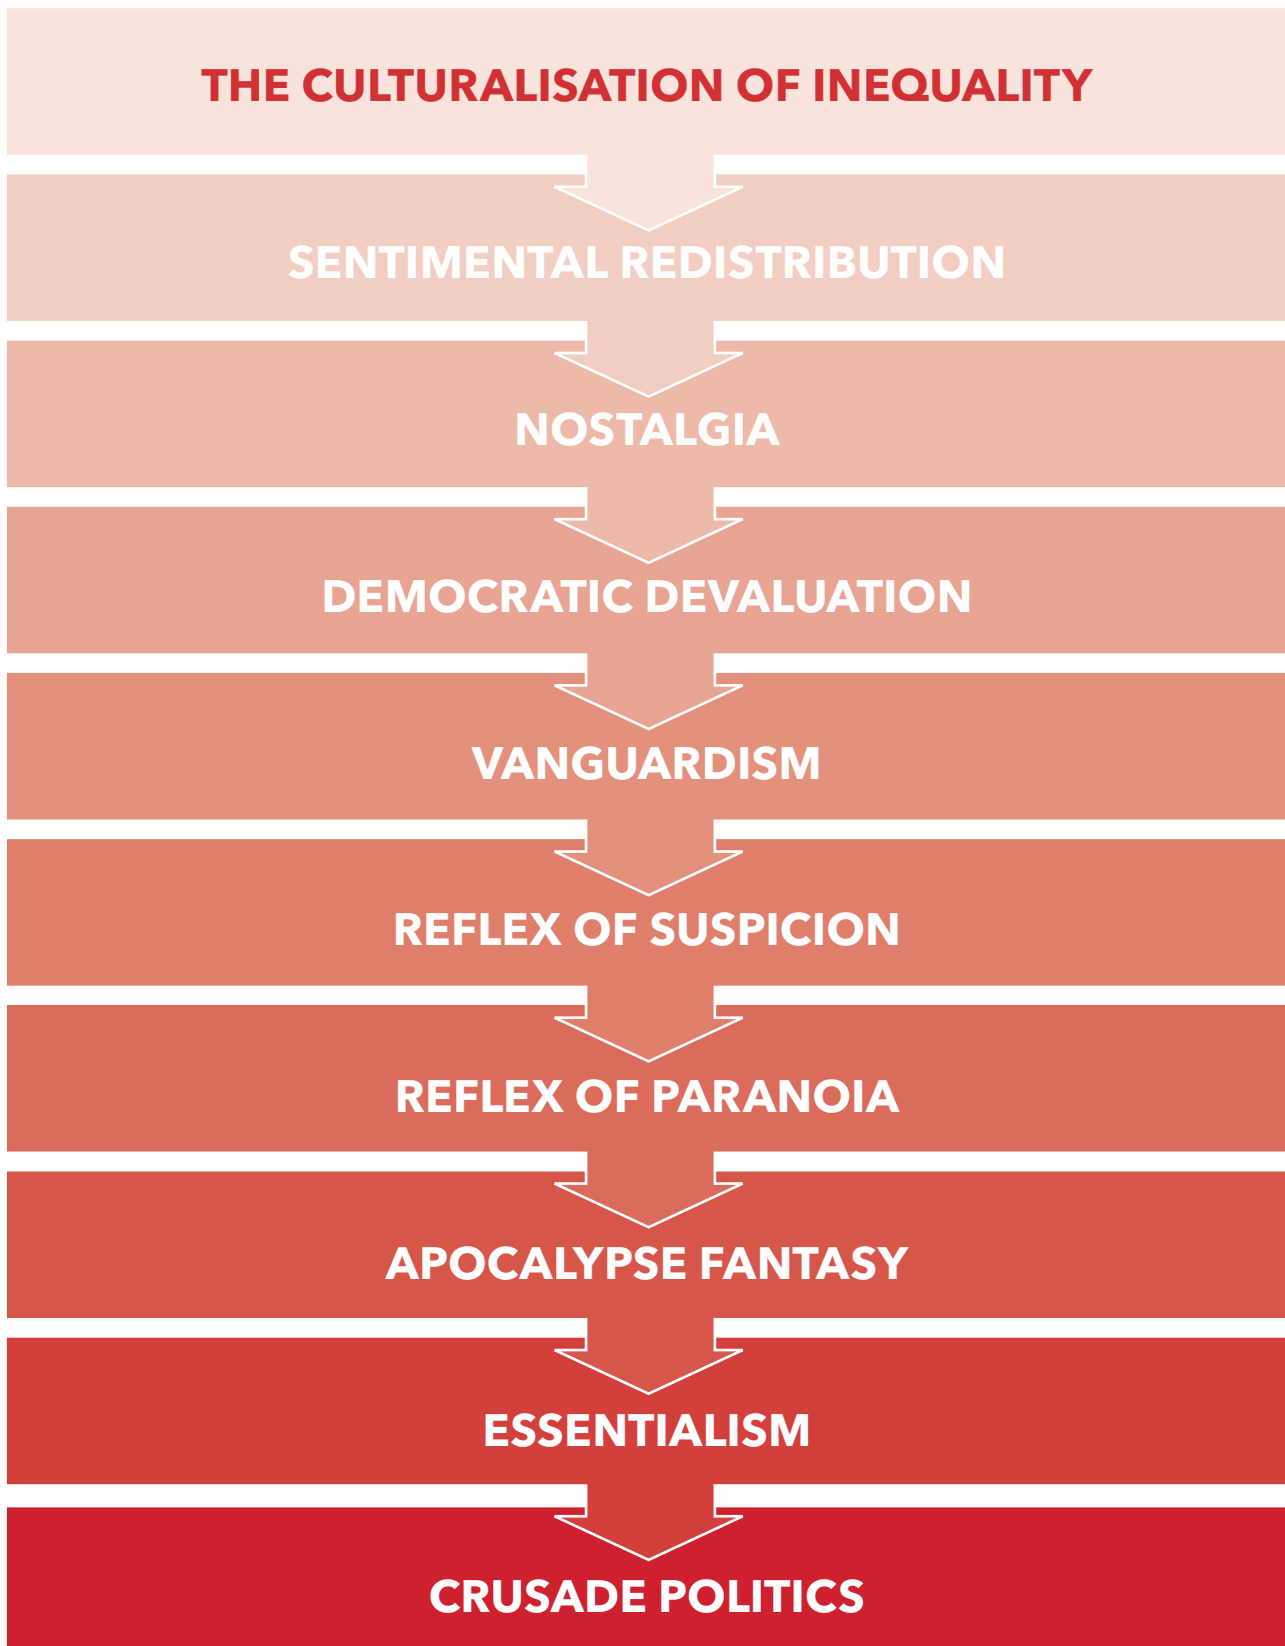 THE CULTURALISATION OF INEQUALITY
SENTIMENTAL REDISTRIBUTION
NOSTALGIA
DEMOCRATIC DEVALUATION
VANGUARDISM
REFLEX OF SUSPICION
REFLEX OF PARANOIA
APOCALYPSE FANTASY
ESSENTIALISM
CRUSADE POLITICS